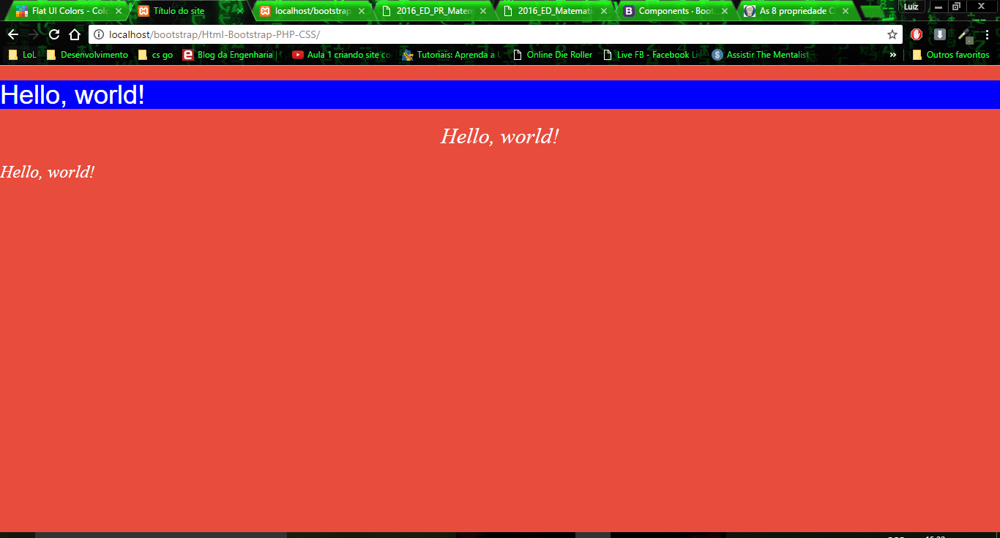 Flat UI Colors - Colo
Título do site
localhost/bootstrap
2016_ED_PR_Matem
2016_ED_Matemati
Components · Boot
As 8 propriedade C
Luiz
localhost/bootstrap/Html-Bootstrap-PHP-CSS/
LoL
Desenvolvimento
cs go
Blog da Engenharia |
Aula 1 criando site co
Tutoriais: Aprenda a
Online Die Roller
Live FB - Facebook Li
Assistir The Mentalist
»
Outros favoritos
Hello, world!
Hello, world!
Hello, world!